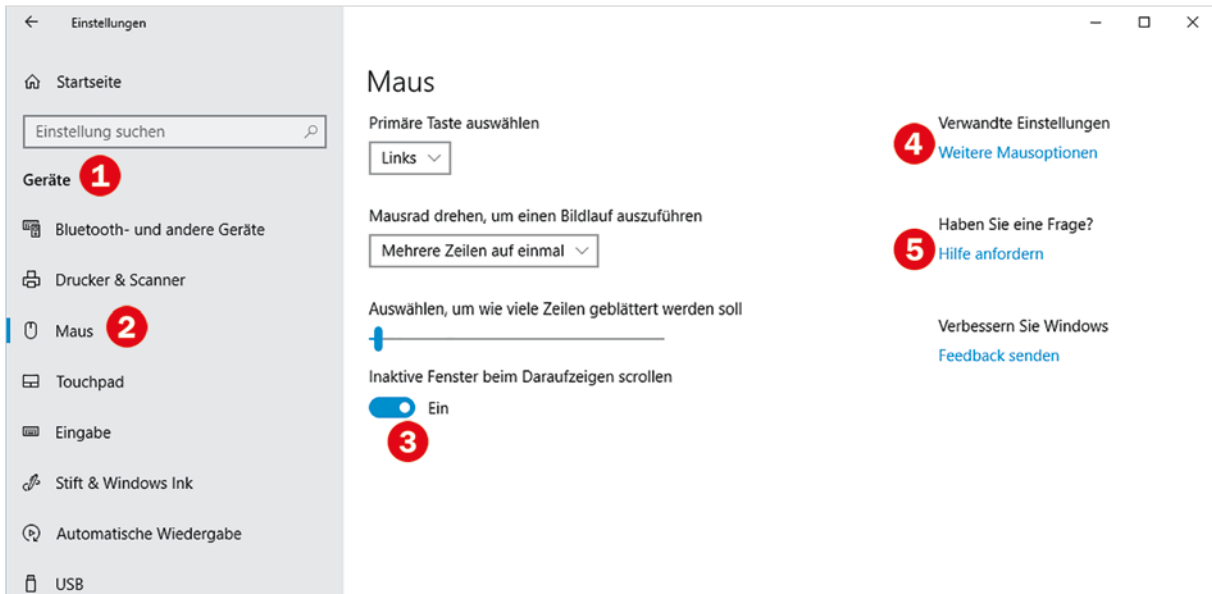 Einstellungen
Startseite
Einstellung suchen
Geräte 1
Bluetooth- und andere Geräte
Drucker & Scanner
Maus 2
Touchpad
Eingabe
Stift & Windows Ink
Automatische Wiedergabe
USB
Maus
Primäre Taste auswählen
Links
Mausrad drehen, um einen Bildlauf auszuführen
Mehrere Zeilen auf einmal
Auswählen, um wie viele Zeilen geblättert werden soll
Inaktive Fenster beim Daraufzeigen scrollen
Ein
3
Verwandte Einstellungen
4 Weitere Mausoptionen
Haben Sie eine Frage?
5 Hilfe anfordern
Verbessern Sie Windows
Feedback senden